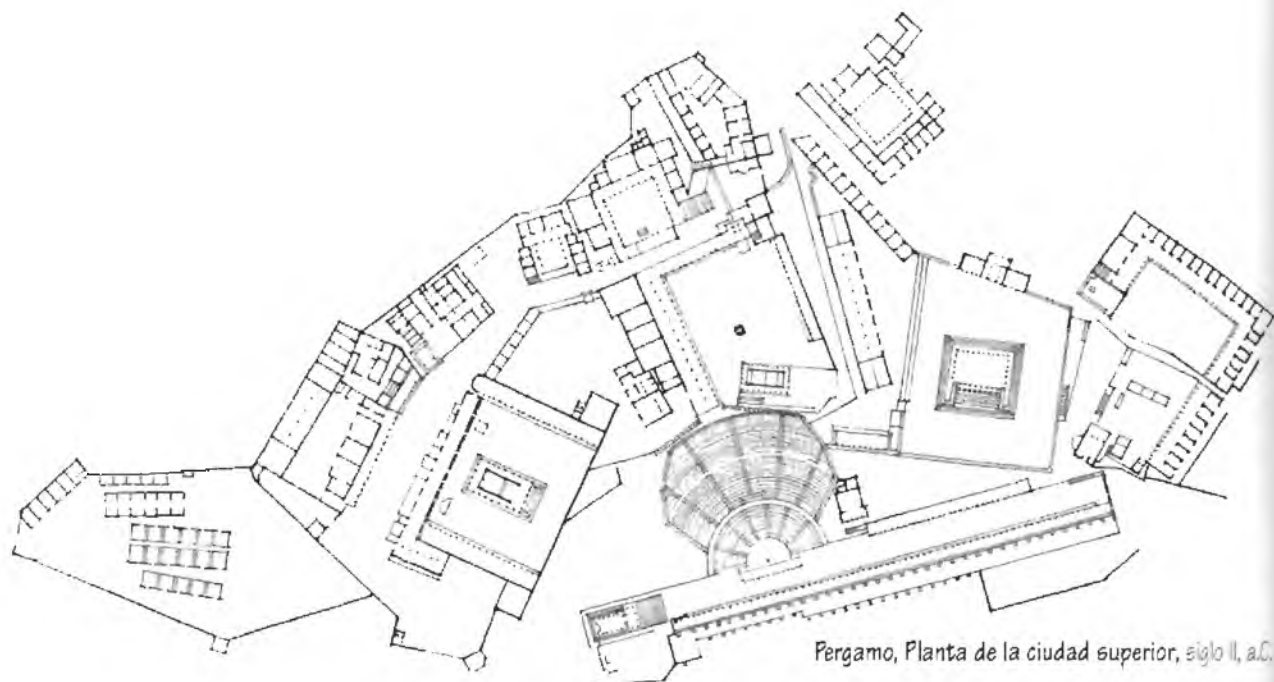 Pergamo, Planta de la ciudad superior, siglo II, a.C.